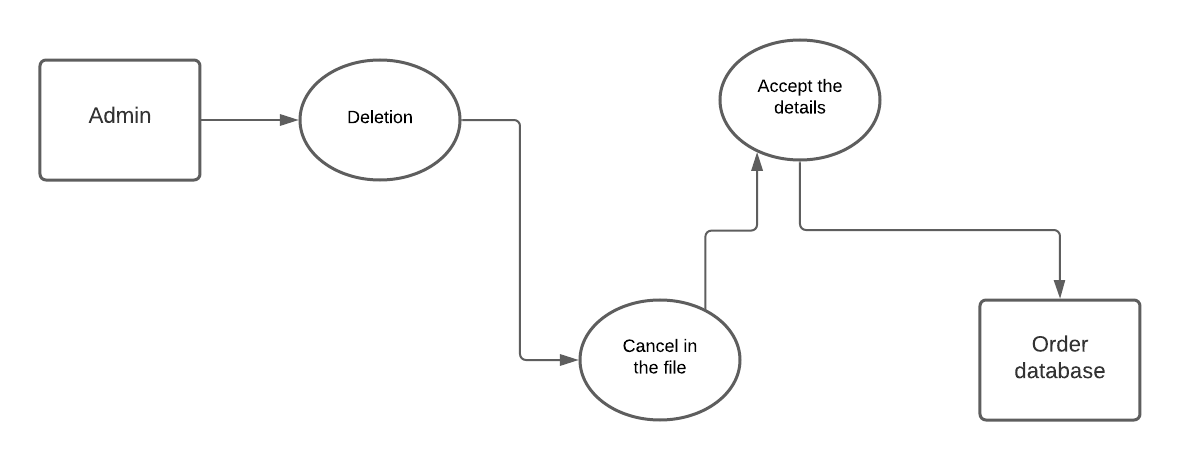 Admin
Deletion
Accept the
details
Cancel in
the file
Order
database